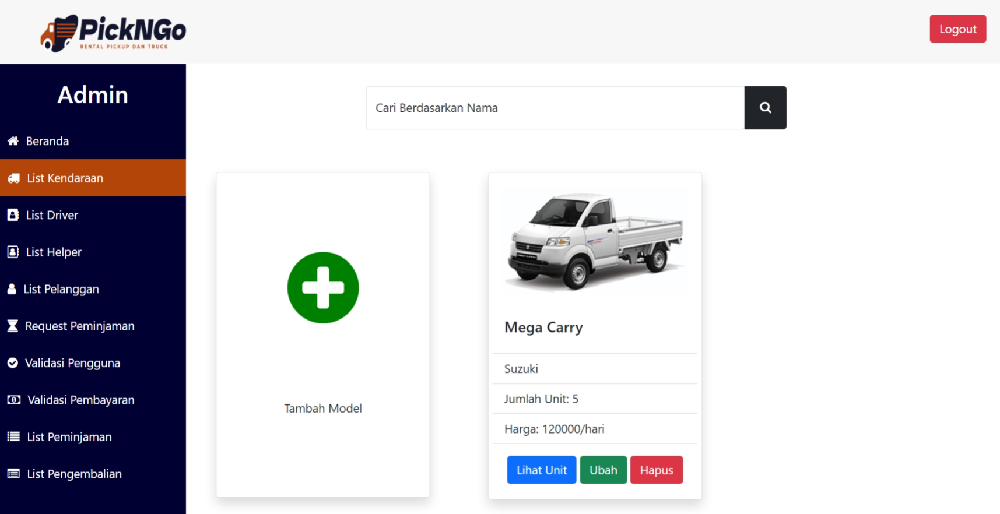 PickNGo
RENTAL PICKUP DAN TRUCK
Logout
Admin
Beranda
List Kendaraan
List Driver
List Helper
List Pelanggan
Request Peminjaman
Validasi Pengguna
Validasi Pembayaran
List Peminjaman
List Pengembalian
Cari Berdasarkan Nama
Tambah Model
Mega Carry
Suzuki
Jumlah Unit: 5
Harga: 120000/hari
Lihat Unit
Ubah
Hapus